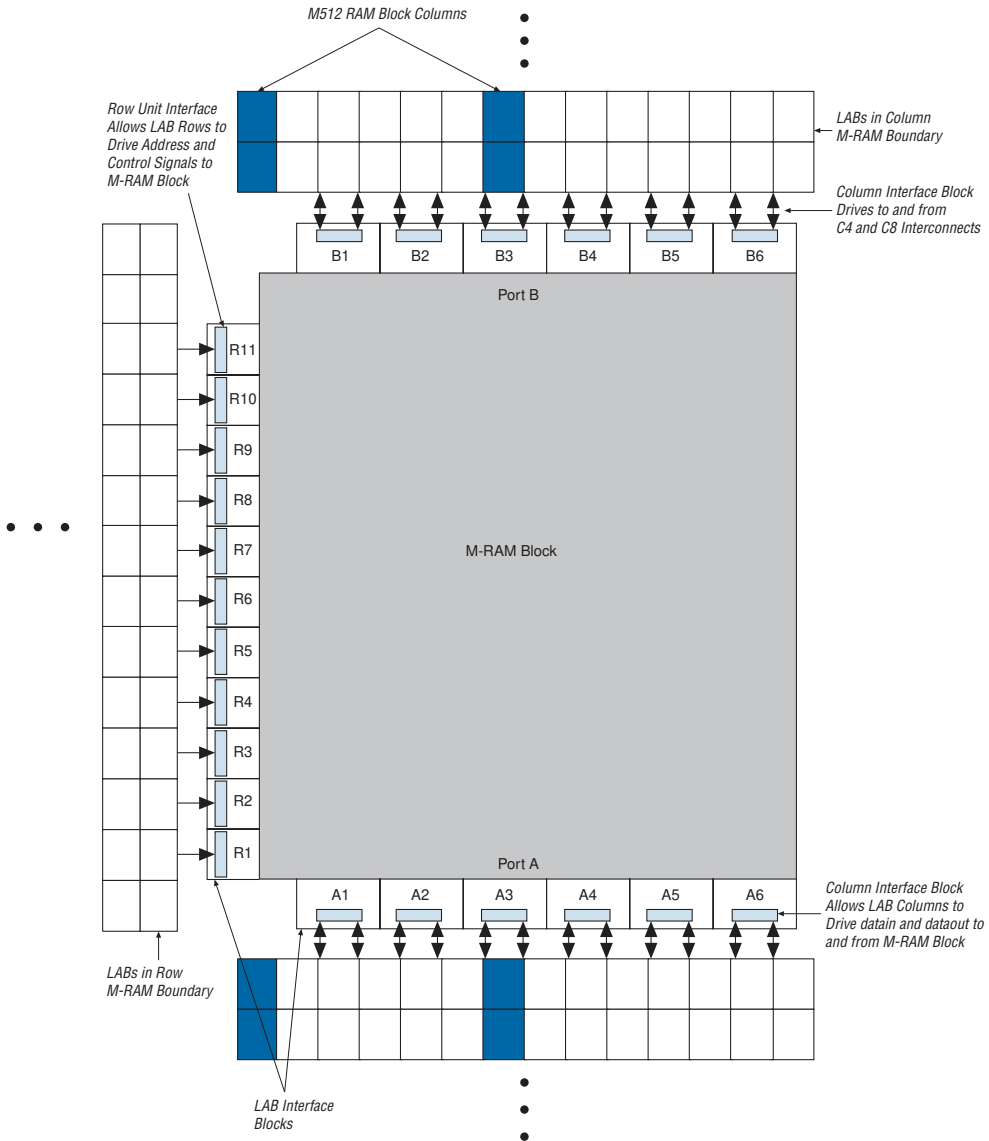 M512 RAM Block Columns
Row Unit Interface
Allows LAB Rows to
Drive Address and
Control Signals to
M-RAM Block
LABs in Column
M-RAM Boundary
Column Interface Block
Drives to and from
C4 and C8 Interconnects
B1 B2 B3 B4 B5 B6
Port B
R11
R10
R9
R8
R7
M-RAM Block
R6
R5
R4
R3
R2
R1
Port A
A1 A2 A3 A4 A5 A6
Column Interface Block
Allows LAB Columns to
Drive datain and dataout to
and from M-RAM Block
LABs in Row
M-RAM Boundary
LAB Interface
Blocks